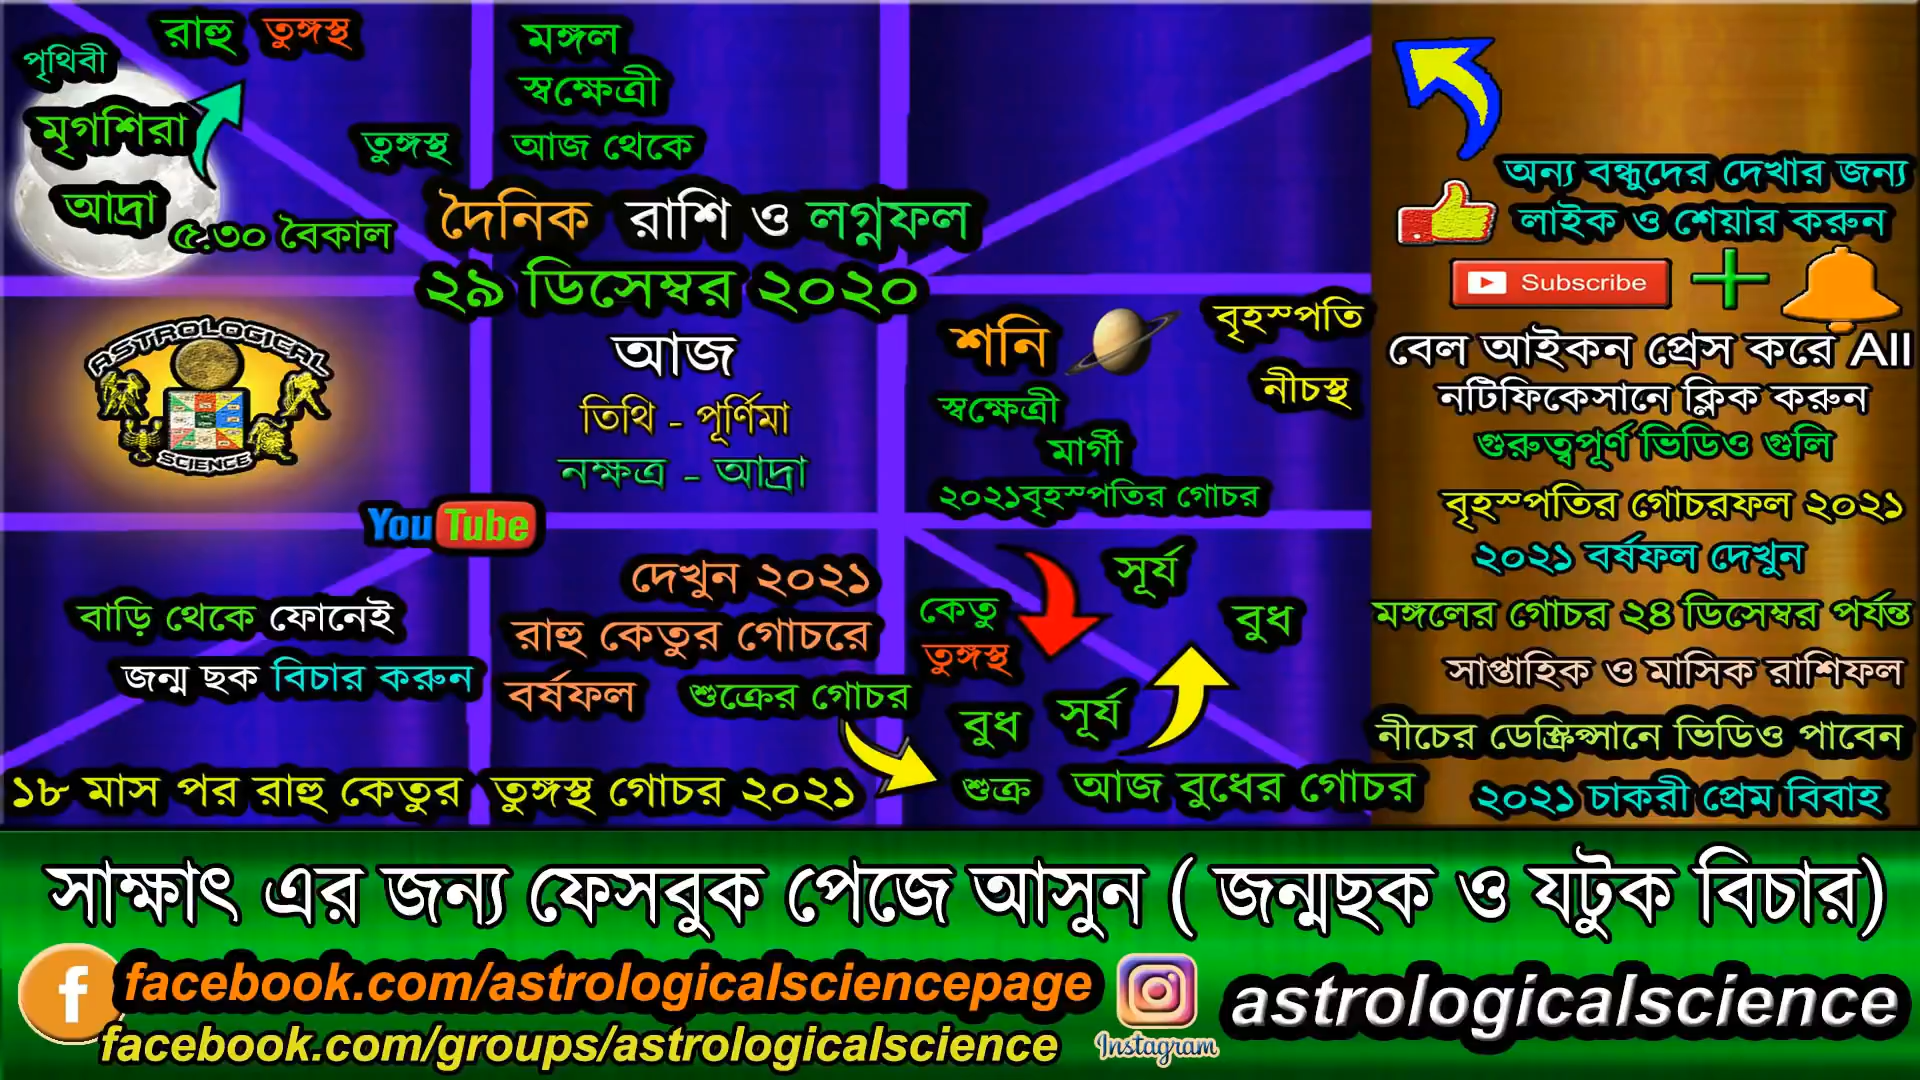 রাহু তুঙ্গস্থ
পৃথিবী
মৃগশিরা
আদ্রা
৫.৩০ বৈকাল
তুঙ্গস্থ
মঙ্গল
স্বক্ষেত্রী
আজ থেকে
দৈনিক রাশি ও লগ্নফল
২৯ ডিসেম্বর ২০২০
আজ
তিথি - পূর্ণিমা
নক্ষত্র - আদ্রা
ASTROLOGICAL
SCIENCE
শনি
স্বক্ষেত্রী
মার্গী
বৃহস্পতি
নীচস্থ
২০২১বৃহস্পতির গোচর
YouTube
বাড়ি থেকে ফোনেই
জন্ম ছক বিচার করুন
দেখুন ২০২১
রাহু কেতুর গোচরে
বর্ষফল
শুক্রের গোচর
কেতু
তুঙ্গস্থ
সূর্য
বুধ
বুধ সূর্য
শুক্র
আজ বুধের গোচর
১৮ মাস পর রাহু কেতুর তুঙ্গস্থ গোচর ২০২১
অন্য বন্ধুদের দেখার জন্য
লাইক ও শেয়ার করুন
Subscribe
বেল আইকন প্রেস করে All
নটিফিকেসানে ক্লিক করুন
গুরুত্বপূর্ণ ভিডিও গুলি
বৃহস্পতির গোচরফল ২০২১
২০২১ বর্ষফল দেখুন
মঙ্গলের গোচর ২৪ ডিসেম্বর পর্যন্ত
সাপ্তাহিক ও মাসিক রাশিফল
নীচের ডেস্ক্রিপ্সানে ভিডিও পাবেন
২০২১ চাকরী প্রেম বিবাহ
সাক্ষাৎ এর জন্য ফেসবুক পেজে আসুন ( জন্মছক ও যটুক বিচার)
facebook.com/astrologicalsciencepage
facebook.com/groups/astrologicalscience
Instagram
astrologicalscience